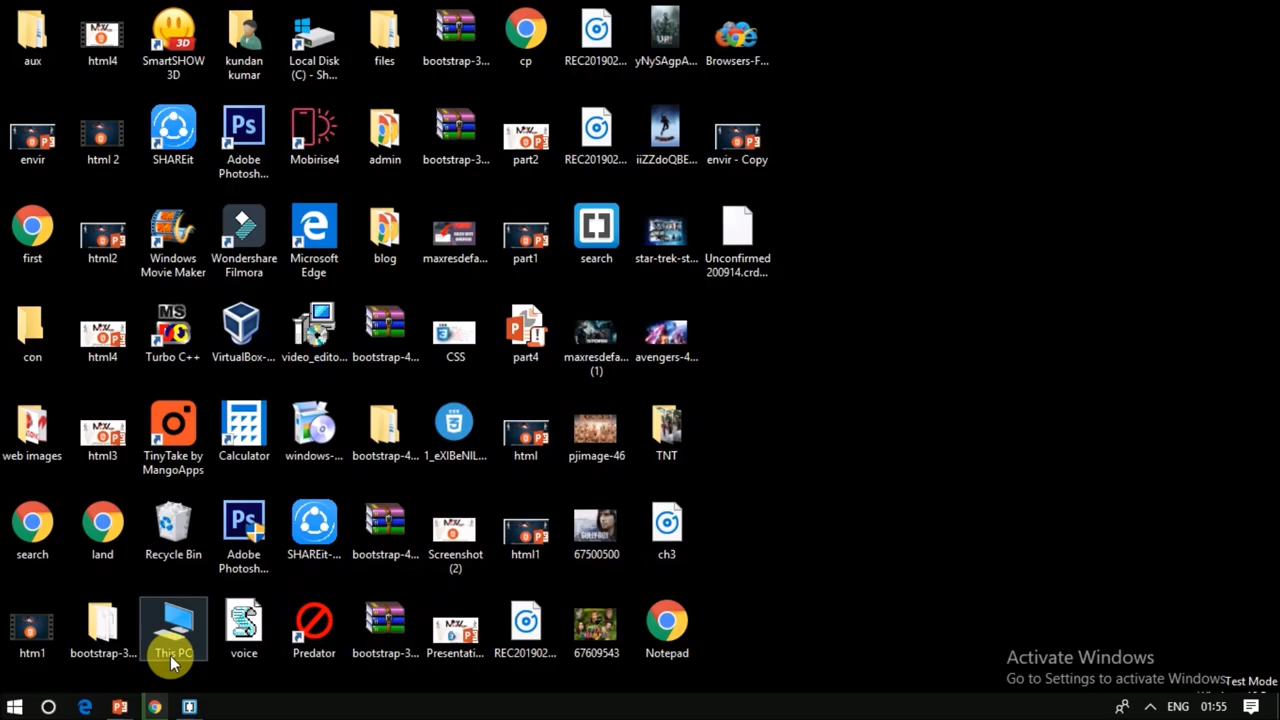 aux
html4
SmartSHOW
3D
kundan
kumar
Local Disk
(C) - Sh...
files
bootstrap-3...
cp
REC201902...
yNySAgpA...
Browsers-F...
envir
html 2
SHAREit
Adobe
Photosh...
Mobirise4
admin
bootstrap-3...
part2
REC201902...
iiZZdoQBE...
envir - Copy
first
html2
Windows
Movie Maker
Wondershare
Filmora
Microsoft
Edge
blog
maxresdefa...
part1
search
star-trek-st...
Unconfirmed
200914.crd...
con
html4
Turbo C++
VirtualBox-...
video_edito...
bootstrap-4...
CSS
part4
maxresdefa...
(1)
avengers-4...
web images
html3
TinyTake by
MangoApps
Calculator
windows-...
bootstrap-4...
1_eXIBeNIL...
html
pjimage-46
TNT
search
land
Recycle Bin
Adobe
Photosh...
SHAREit-...
bootstrap-4...
Screenshot
(2)
html1
67500500
ch3
htm1
bootstrap-3...
This PC
voice
Predator
bootstrap-3...
Presentati...
REC201902...
67609543
Notepad
Activate Windows
Go to Settings to activate Windows
Test Mode
ENG
01:55